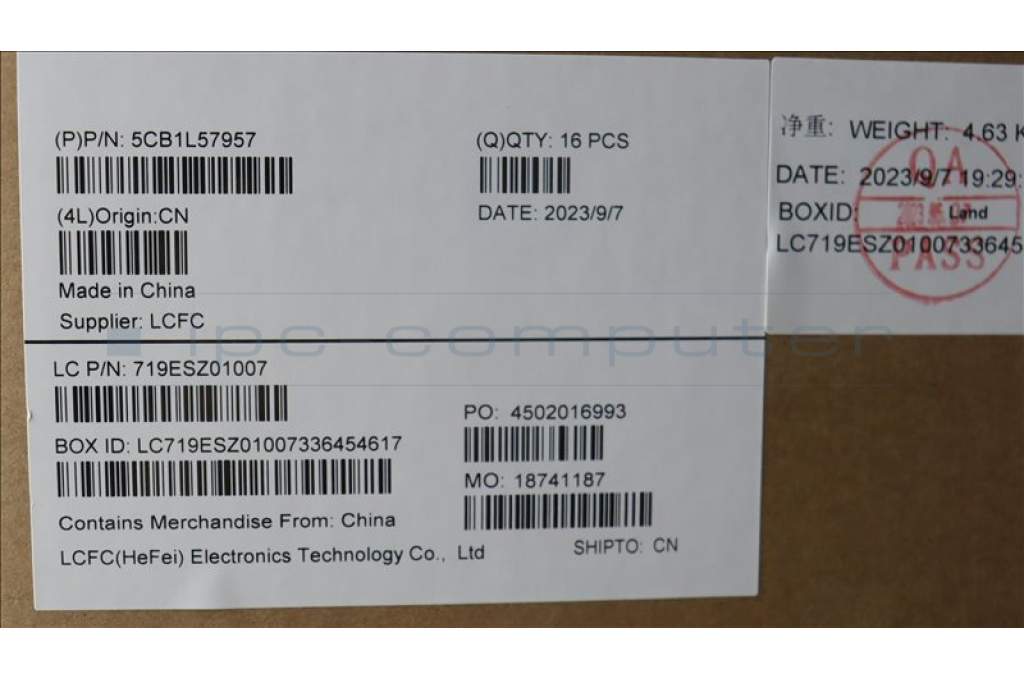 (P)P/N: 5CB1L57957
(Q)QTY: 16 PCS
(4L)Origin:CN
DATE: 2023/9/7
Made in China
Supplier: LCFC
LC P/N: 719ESZ01007
PO: 4502016993
BOX ID: LC719ESZ01007336454617
MO: 18741187
Contains Merchandise From: China
LCFC(HeFei) Electronics Technology Co., Ltd
SHIPTO: CN
净重: WEIGHT: 4.63 K
DATE: 2023/9/7 19:29:
BOXID:
LC719ESZ0100733645
QA
Land
PASS
ipc computer